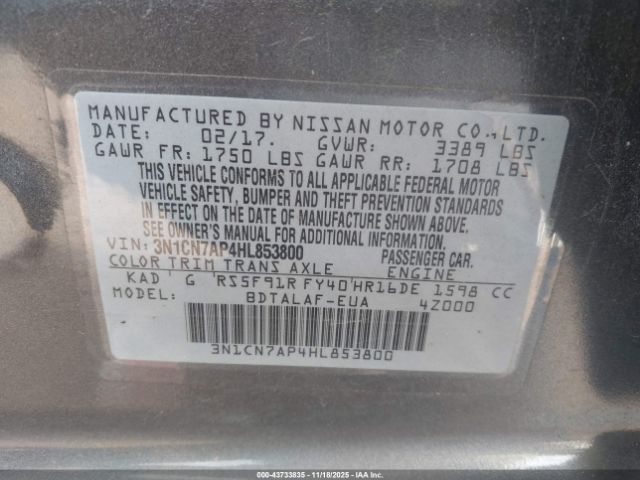 MANUFACTURED BY NISSAN MOTOR CO.,LTD.
DATE: 02/17. GVWR: 3389 LBS
GAWR FR: 1750 LBS GAWR RR: 1708 LBS
THIS VEHICLE CONFORMS TO ALL APPLICABLE FEDERAL MOTOR
VEHICLE SAFETY, BUMPER AND THEFT PREVENTION STANDARDS
IN EFFECT ON THE DATE OF MANUFACTURE SHOWN ABOVE.
SEE OWNER'S MANUAL FOR ADDITIONAL INFORMATION.
VIN: 3N1CN7AP4HL853800 PASSENGER CAR.
COLOR TRIM TRANS AXLE ENGINE
KAD ' G 'RS5F91R FY40'HR16DE 1598 CC
MODEL: BDTALAF-EUA 4Z000
3N1CN7AP4HL853800
© IAA-43733835 - 11/18/2025 - IAAI.COM